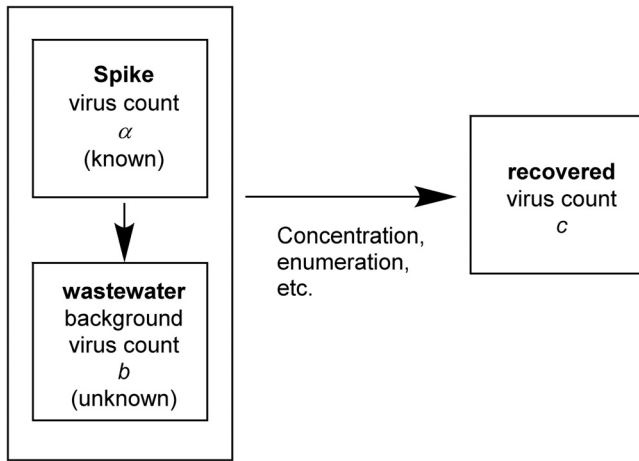 Spike
virus count
α
(known)
wastewater
background
virus count
b
(unknown)
Concentration,
enumeration,
etc.
recovered
virus count
c